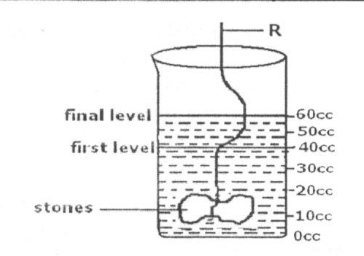 R
final level
60cc
50cc
first level
40cc
30cc
20cc
stones
10cc
0cc